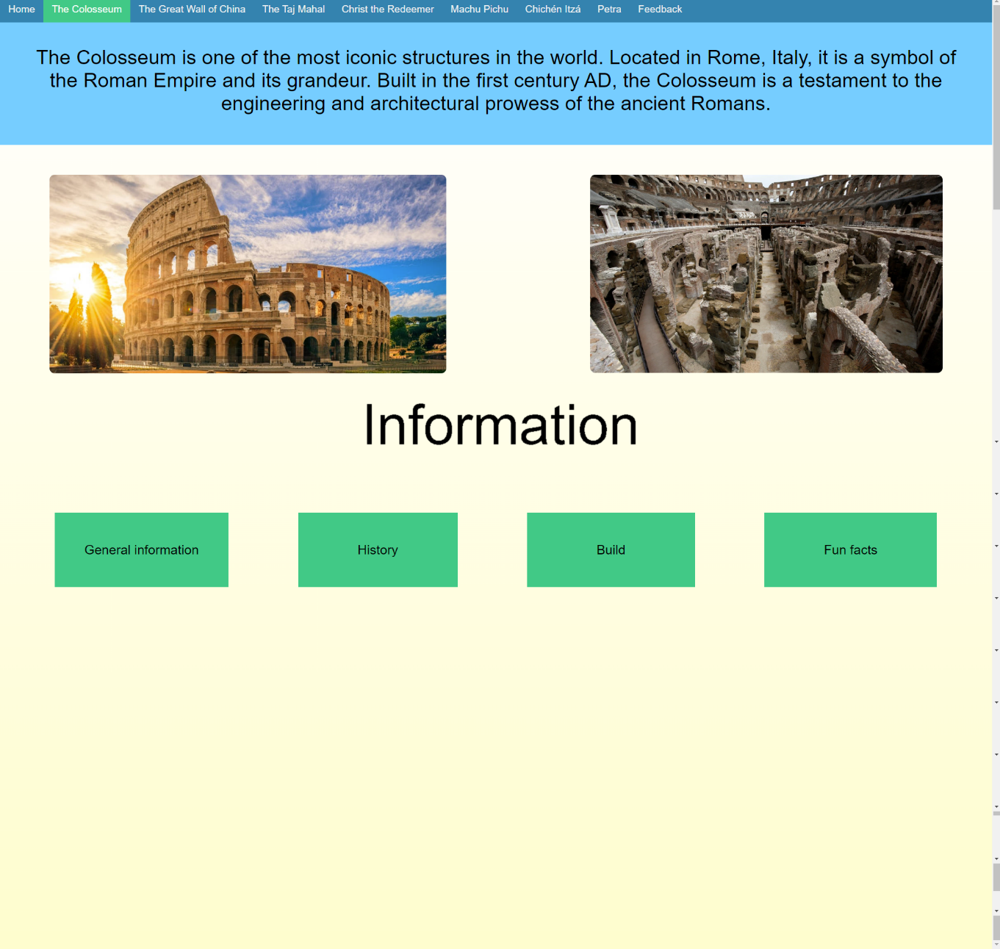 Home The Colosseum The Great Wall of China The Taj Mahal Christ the Redeemer Machu Pichu Chichén Itzá Petra Feedback
The Colosseum is one of the most iconic structures in the world. Located in Rome, Italy, it is a symbol of
the Roman Empire and its grandeur. Built in the first century AD, the Colosseum is a testament to the
engineering and architectural prowess of the ancient Romans.
Information
General information History Build Fun facts